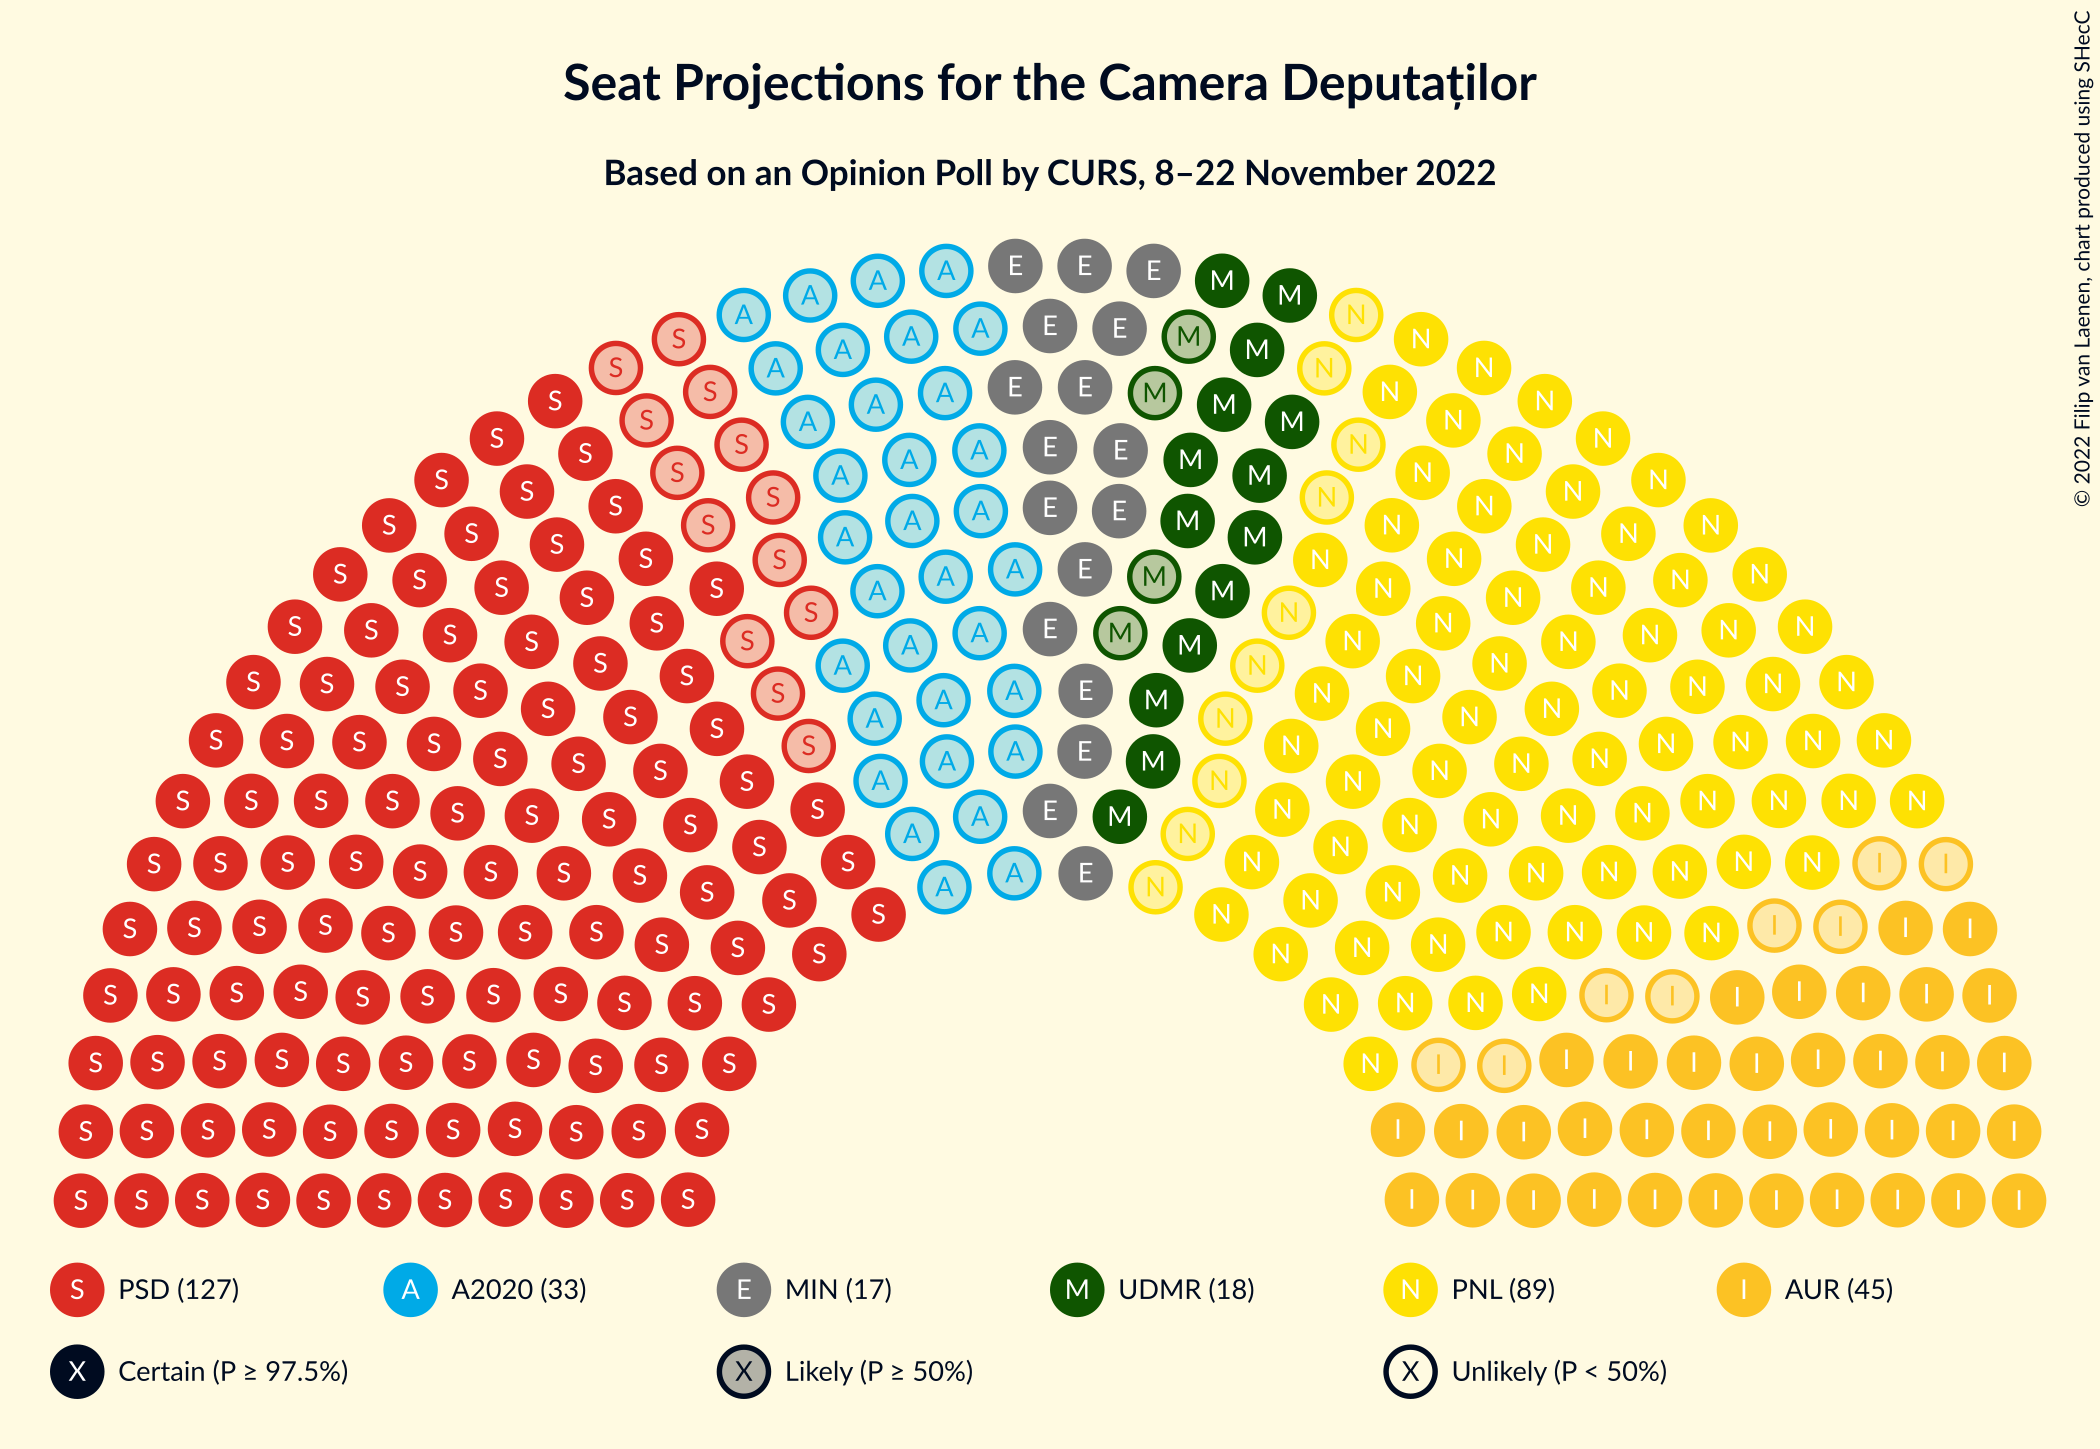 Seat Projections for the Camera Deputaților
Based on an Opinion Poll by CURS, 8–22 November 2022
© 2022 Filip van Laenen, chart produced using SHecC
S PSD (127) A A2020 (33) E MIN (17) M UDMR (18) N PNL (89) I AUR (45)
X Certain (P ≥ 97.5%) X Likely (P ≥ 50%) X Unlikely (P < 50%)